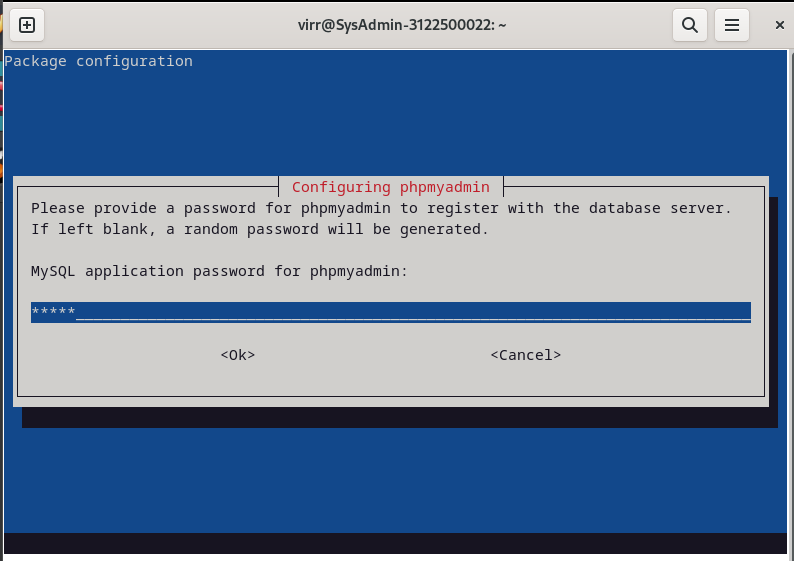 virr@SysAdmin-3122500022: ~
Package configuration
Configuring phpmyadmin
Please provide a password for phpmyadmin to register with the database server.
If left blank, a random password will be generated.
MySQL application password for phpmyadmin:
*****
<Ok> <Cancel>